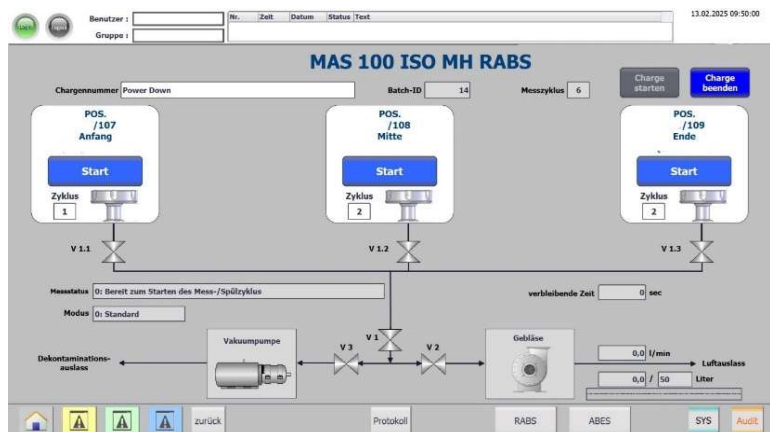 Benutzer :
Gruppe :
Nr. Zeit Datum Status Text
13.02.2025 09:50:00
MAS 100 ISO MH RABS
Chargennummer Power Down
Batch-ID 14
Messzyklus 6
Charge
starten
Charge
beenden
POS.
/107
Anfang
Start
Zyklus
1
POS.
/108
Mitte
Start
Zyklus
2
POS.
/109
Ende
Start
Zyklus
2
V 1.1
V 1.2
V 1.3
Messstatus 0: Bereit zum Starten des Mess-/Spülzyklus
verbleibende Zeit 0 sec
Modus 0: Standard
Vakuumpumpe
V 1
V 3
V 2
Gebläse
0,0 l/min
Dekontaminations-
auslass
Luftauslass
0,0 / 50 Liter
zurück
Protokoll
RABS
ABES
SYS
Audit